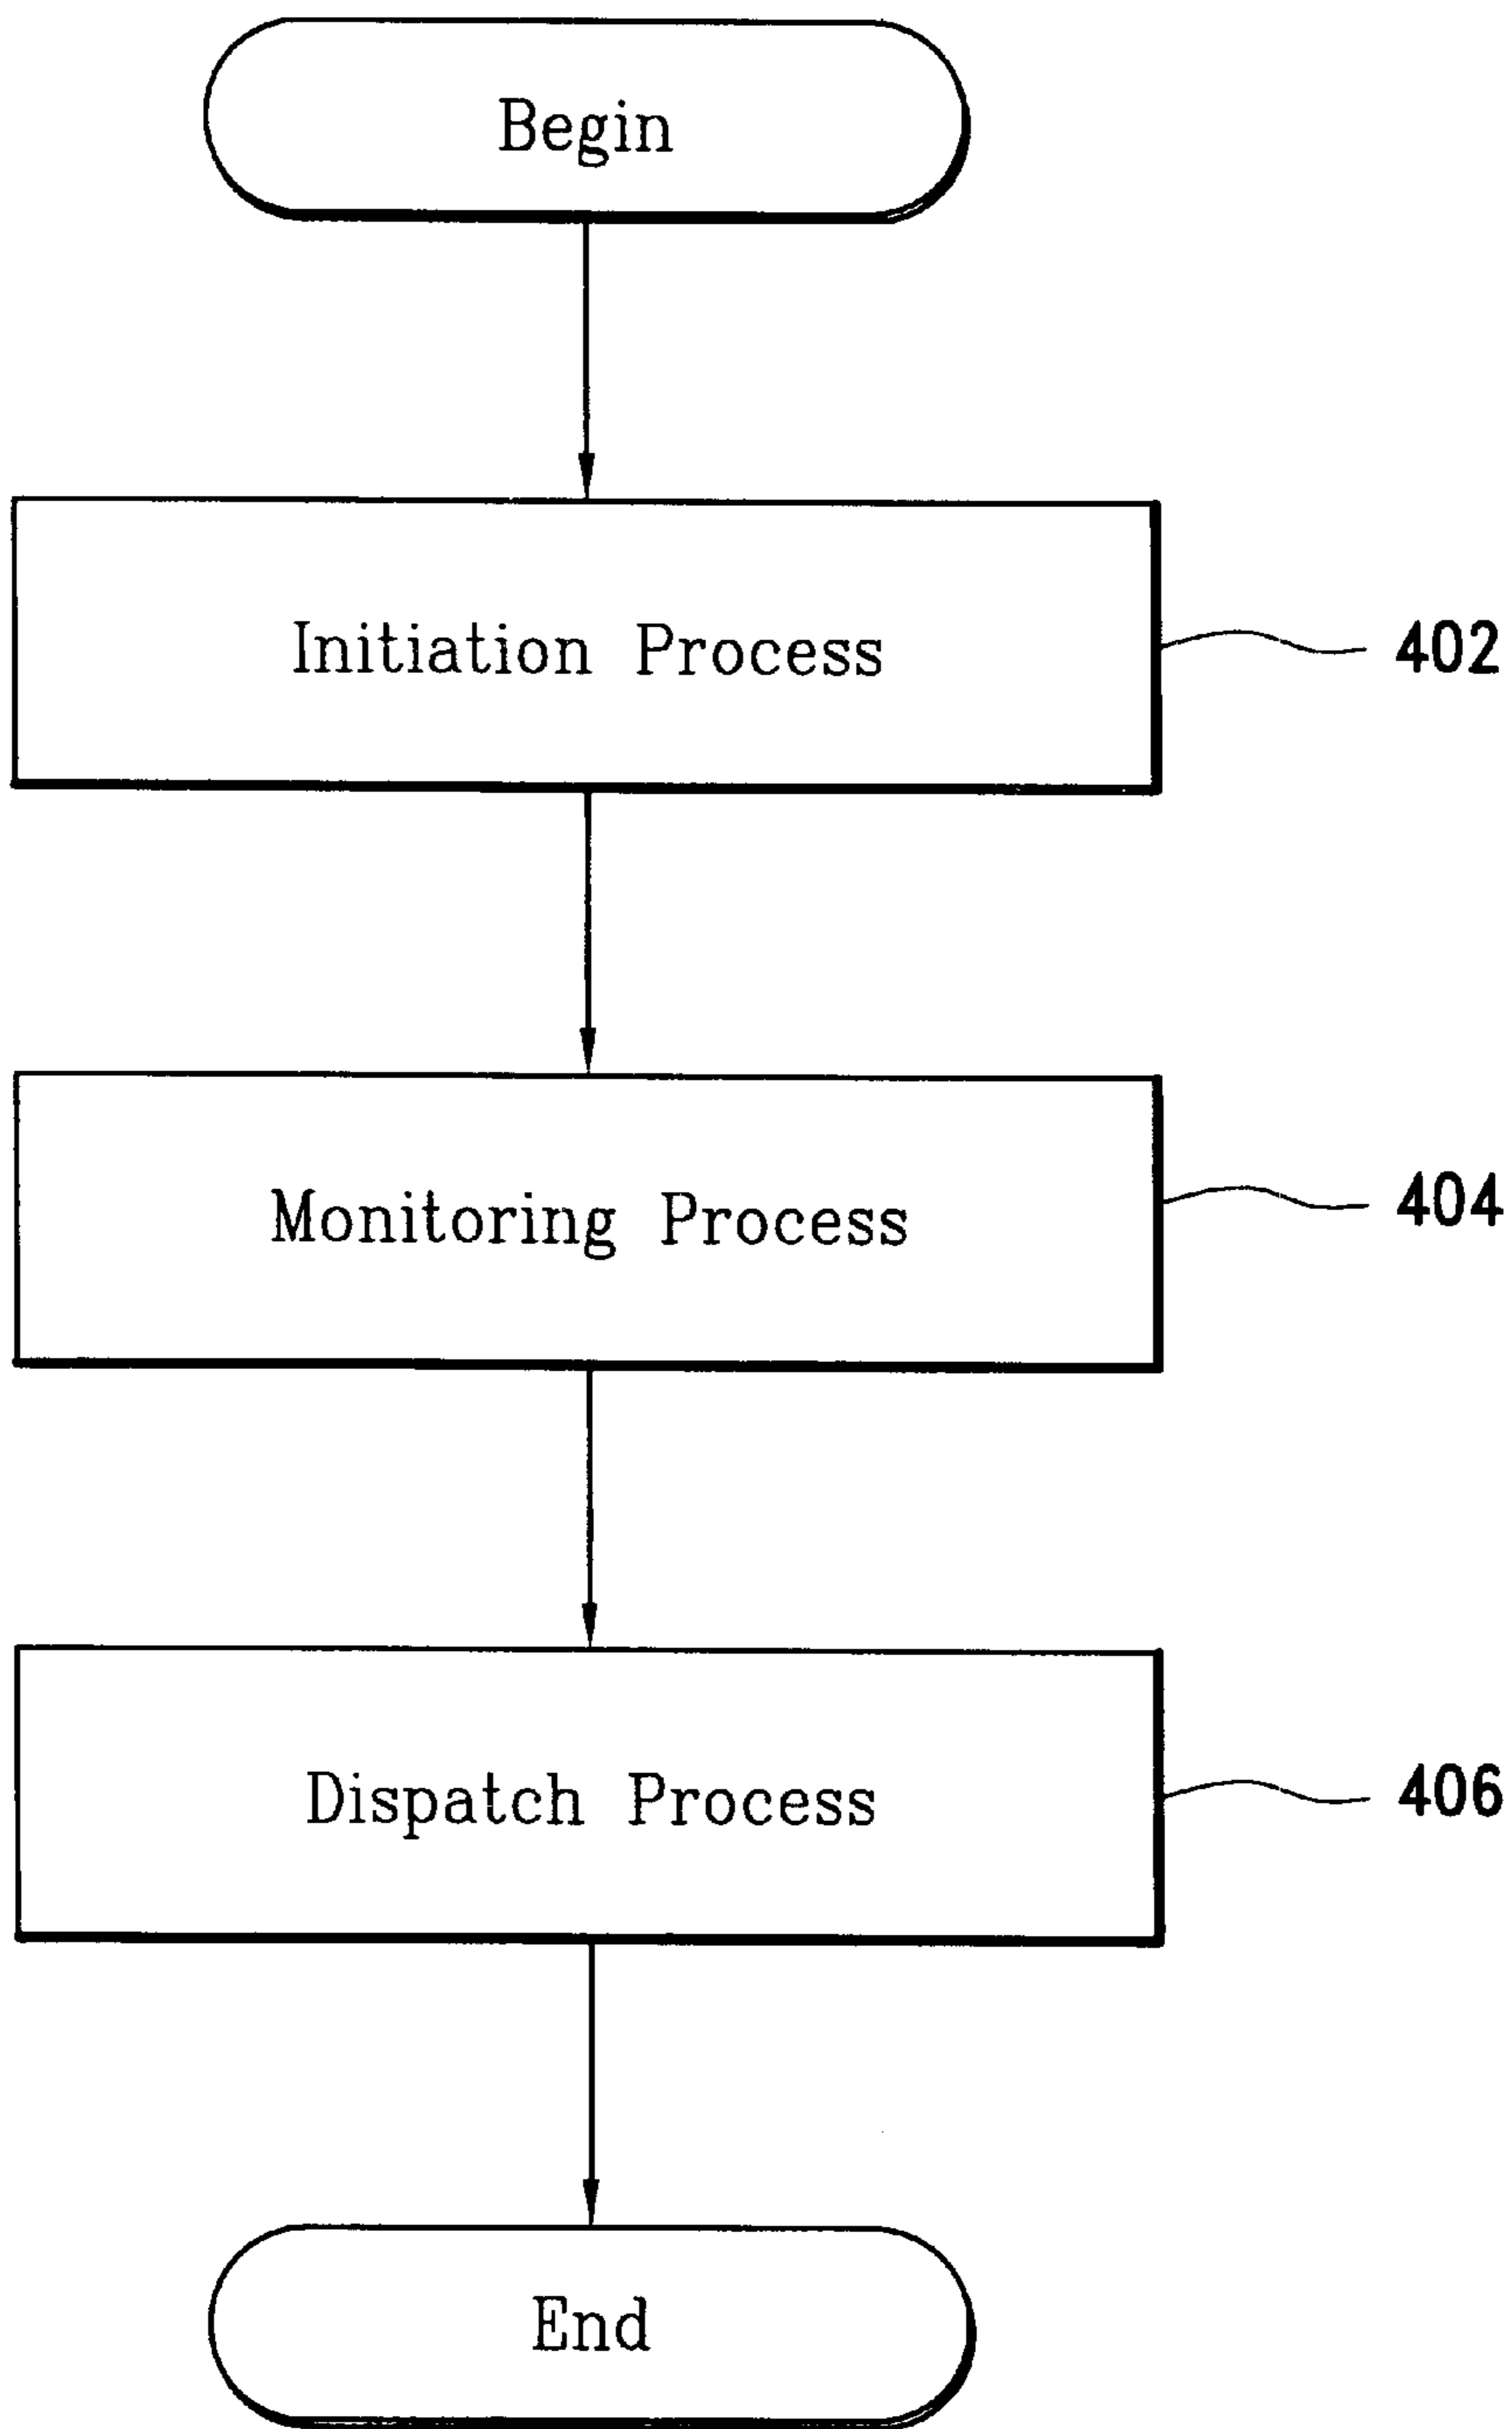 Begin
Initiation Process
402
Monitoring Process
404
Dispatch Process
406
End